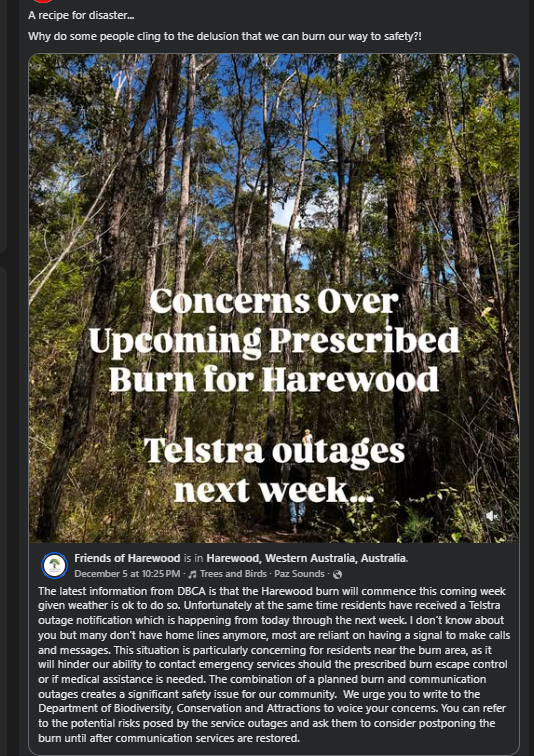 A recipe for disaster...
Why do some people cling to the delusion that we can burn our way to safety?!
Concerns Over
Upcoming Prescribed
Burn for Harewood
Telstra outages
next week...
Friends of Harewood is in Harewood, Western Australia, Australia.
December 5 at 10:25 PM · Trees and Birds · Paz Sounds ·
The latest information from DBCA is that the Harewood burn will commence this coming week
given weather is ok to do so. Unfortunately at the same time residents have received a Telstra
outage notification which is happening from today through the next week. I don't know about
you but many don't have home lines anymore, most are reliant on having a signal to make calls
and messages. This situation is particularly concerning for residents near the burn area, as it
will hinder our ability to contact emergency services should the prescribed burn escape control
or if medical assistance is needed. The combination of a planned burn and communication
outages creates a significant safety issue for our community. We urge you to write to the
Department of Biodiversity, Conservation and Attractions to voice your concerns. You can refer
to the potential risks posed by the service outages and ask them to consider postponing the
burn until after communication services are restored.